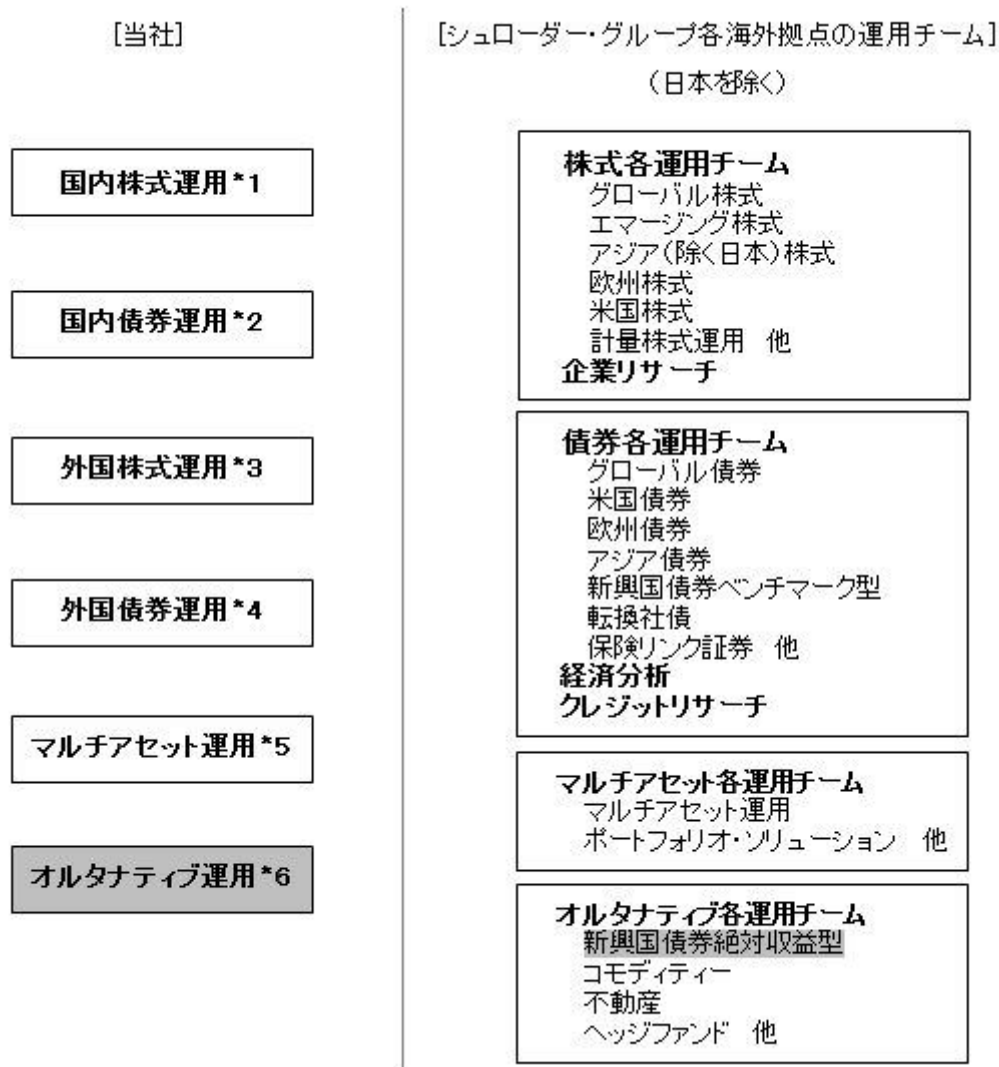 [当社]
国内株式運用*1
国内債券運用*2
外国株式運用*3
外国債券運用*4
マルチアセット運用*5
オルタナティブ運用*6
[シュローダー・グループ各海外拠点の運用チーム]
（日本を除く）
株式各運用チーム
グローバル株式
エマージング株式
アジア（除く日本）株式
欧州株式
米国株式
計量株式運用　他
企業リサーチ
債券各運用チーム
グローバル債券
米国債券
欧州債券
アジア債券
新興国債券ベンチマーク型
転換社債
保険リンク証券　他
経済分析
クレジットリサーチ
マルチアセット各運用チーム
マルチアセット運用
ポートフォリオ・ソリューション　他
オルタナティブ各運用チーム
新興国債券絶対収益型
コモディティー
不動産
ヘッジファンド　他